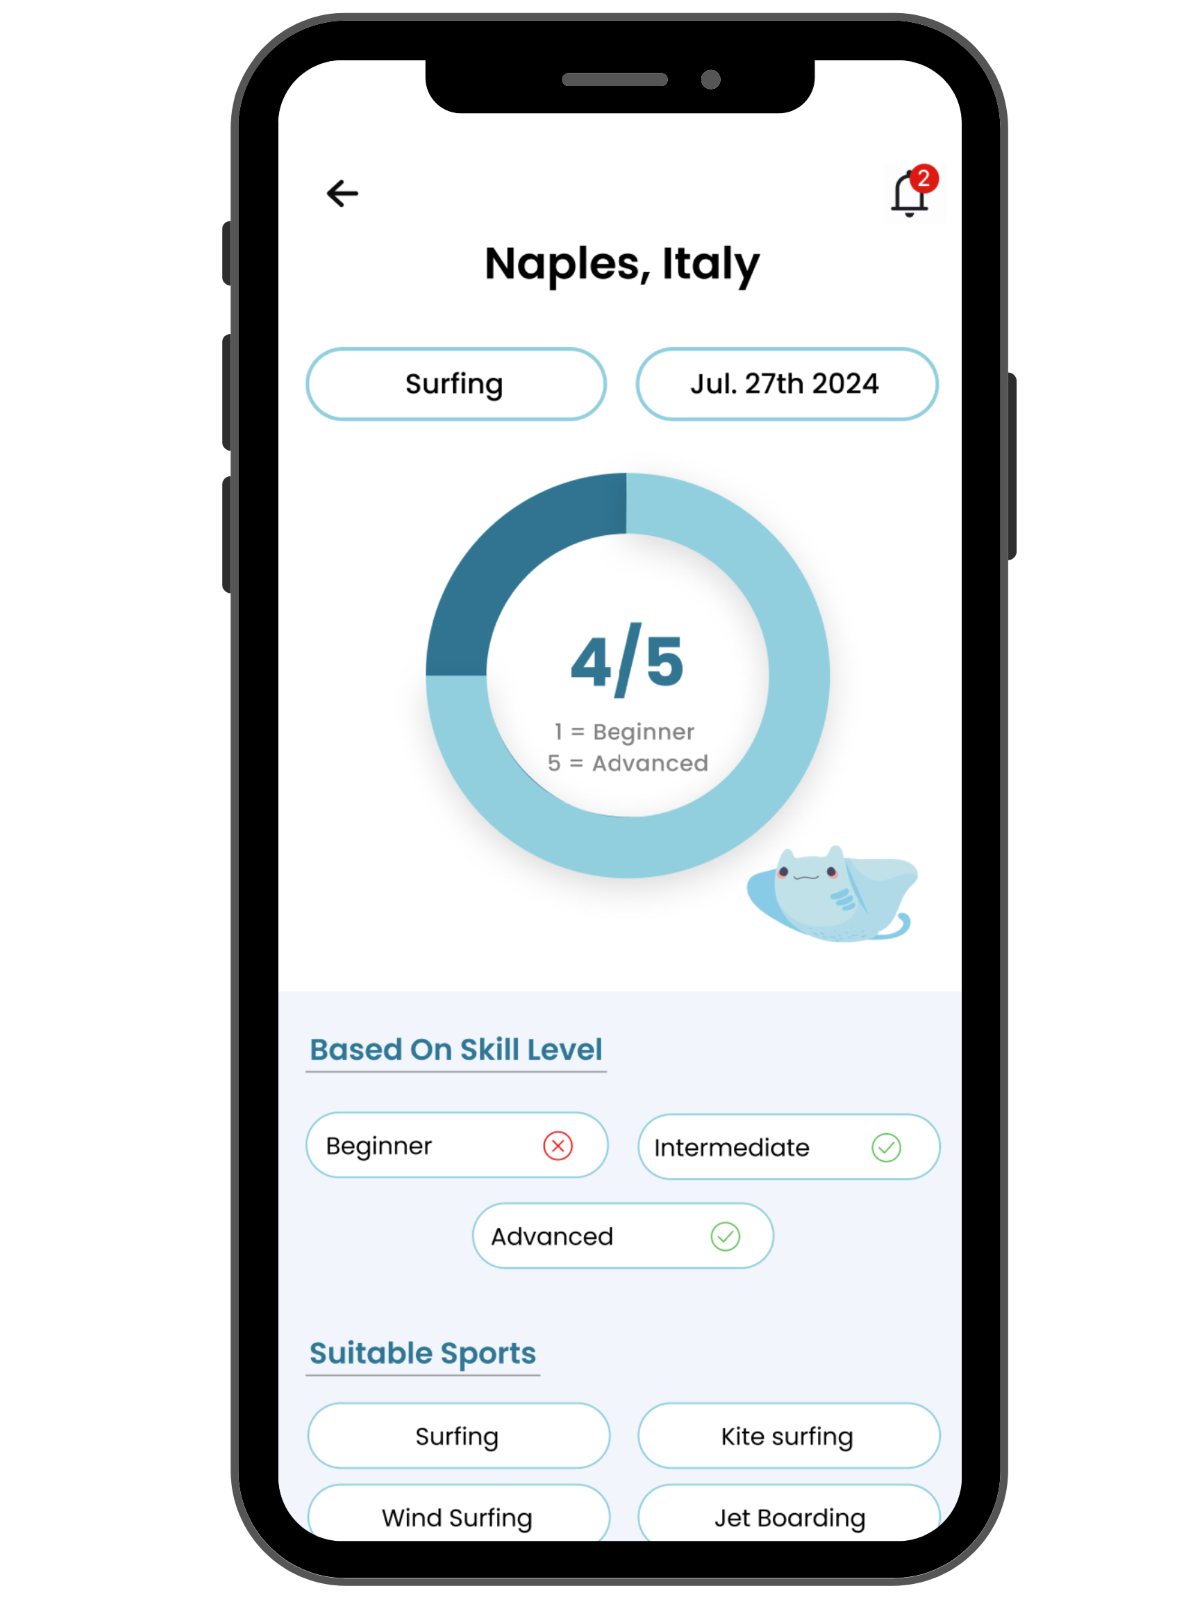 2
Naples, Italy
Surfing
Jul. 27th 2024
4/5
1 = Beginner
5 = Advanced
Based On Skill Level
Beginner
Intermediate
Advanced
Suitable Sports
Surfing
Kite surfing
Wind Surfing
Jet Boarding